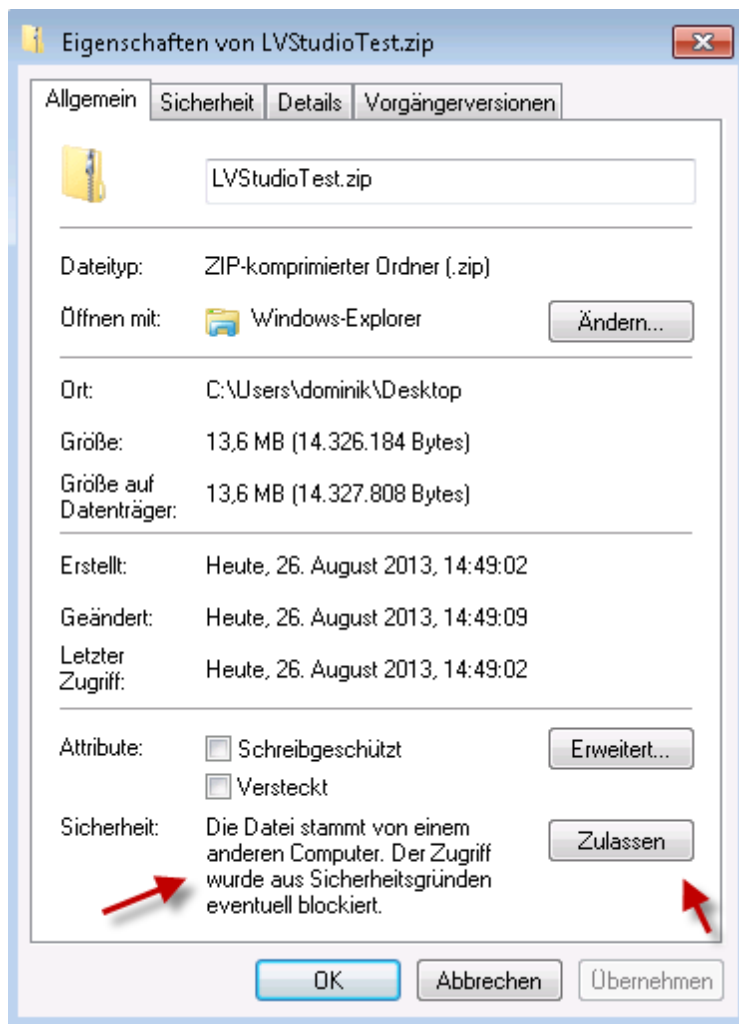 Eigenschaften von LVStudioTest.zip
Allgemein Sicherheit Details Vorgängerversionen
LVStudioTest.zip
Dateityp: ZIP-komprimierter Ordner (.zip)
Öffnen mit: Windows-Explorer Ändern...
Ort: C:\Users\dominik\Desktop
Größe: 13,6 MB (14.326.184 Bytes)
Größe auf
Datenträger: 13,6 MB (14.327.808 Bytes)
Erstellt: Heute, 26. August 2013, 14:49:02
Geändert: Heute, 26. August 2013, 14:49:09
Letzter
Zugriff: Heute, 26. August 2013, 14:49:02
Attribute: Schreibgeschützt Erweitert...
Versteckt
Sicherheit: Die Datei stammt von einem
anderen Computer. Der Zugriff
wurde aus Sicherheitsgründen
eventuell blockiert.
Zulassen
OK Abbrechen Übernehmen